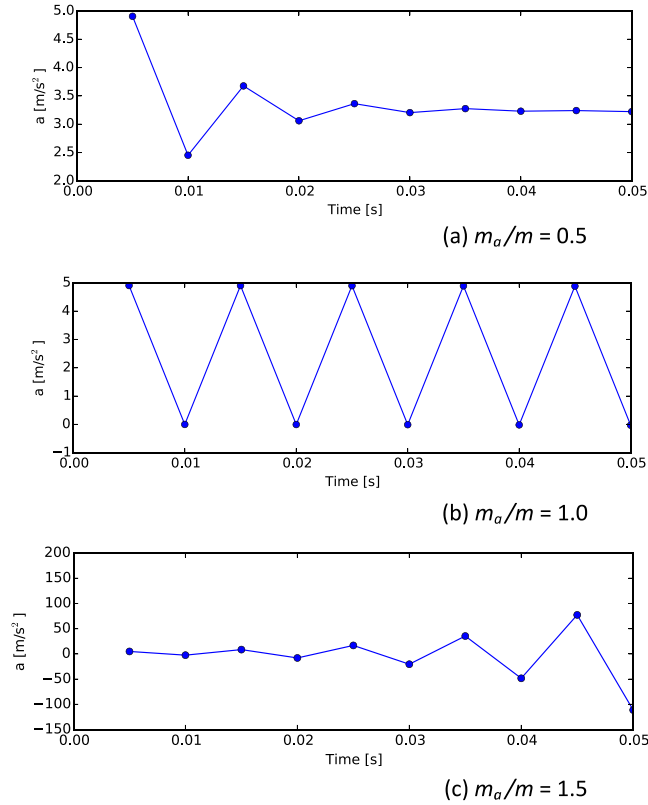 5.0
4.5
4.0
3.5
3.0
2.5
2.0
a [m/s² ]
0.00 0.01 0.02 0.03 0.04 0.05
Time [s]
(a) mₐ/m = 0.5
5
4
3
2
1
0
−1
a [m/s² ]
0.00 0.01 0.02 0.03 0.04 0.05
Time [s]
(b) mₐ/m = 1.0
200
150
100
50
0
−50
−100
−150
a [m/s² ]
0.00 0.01 0.02 0.03 0.04 0.05
Time [s]
(c) mₐ/m = 1.5